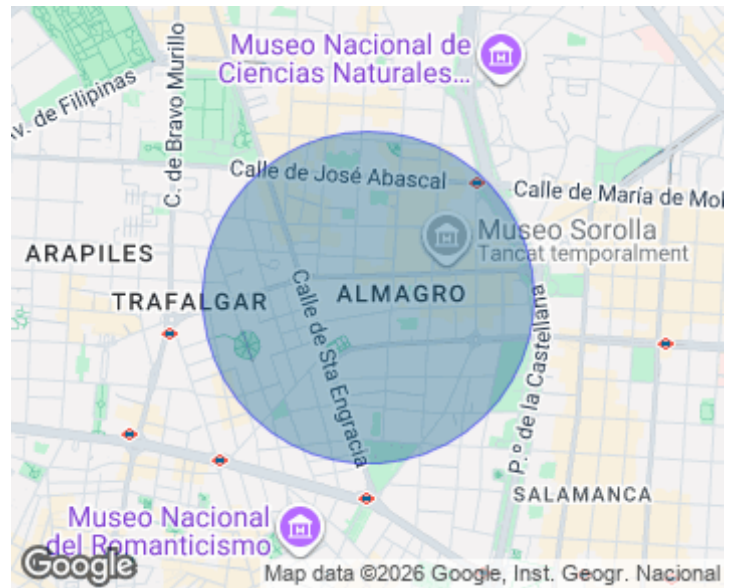 Museo Nacional de
Ciencias Naturales...
Av. de Filipinas
C. de Bravo Murillo
Calle de José Abascal
Calle de María de Mol
Museo Sorolla
Tancat temporalment
ARAPILES
TRAFALGAR
ALMAGRO
Calle de Sta Engracia
P.º de la Castellana
SALAMANCA
Museo Nacional
del Romanticismo
Google
Map data ©2026 Google, Inst. Geogr. Nacional